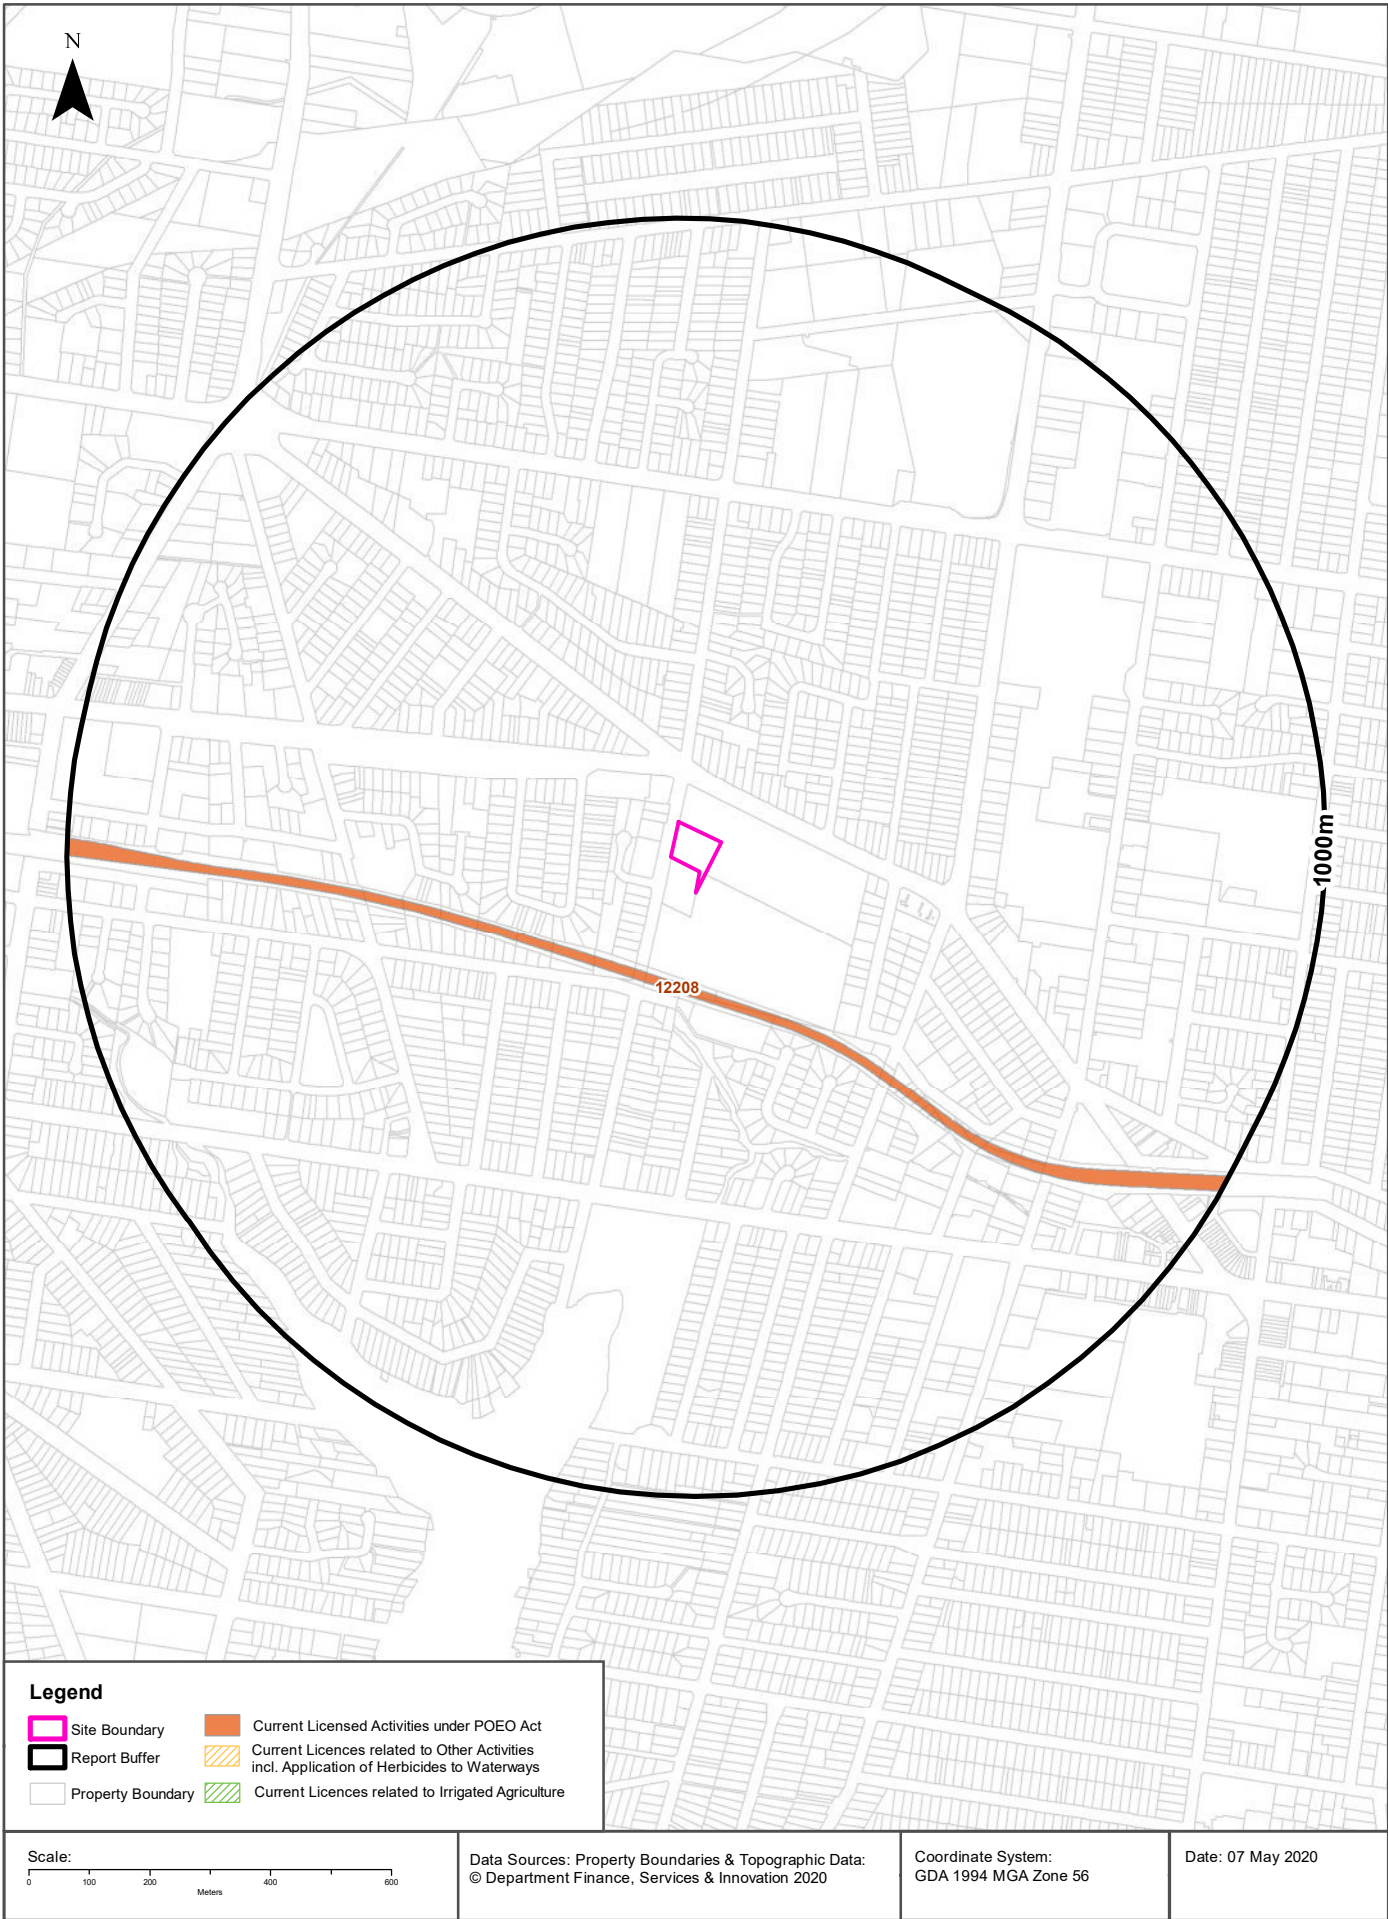 N
1000m
12208
Legend
Site Boundary
Report Buffer
Property Boundary
Current Licensed Activities under POEO Act
Current Licences related to Other Activities
incl. Application of Herbicides to Waterways
Current Licences related to Irrigated Agriculture
Scale:
0 100 200 400 600
Meters
Data Sources: Property Boundaries & Topographic Data:
© Department Finance, Services & Innovation 2020
Coordinate System:
GDA 1994 MGA Zone 56
Date: 07 May 2020